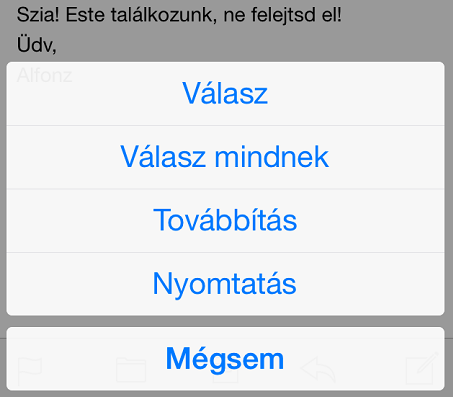 Szia! Este találkozunk, ne felejtsd el!
Üdv,
Alfonz
Válasz
Válasz mindnek
Továbbítás
Nyomtatás
Mégsem